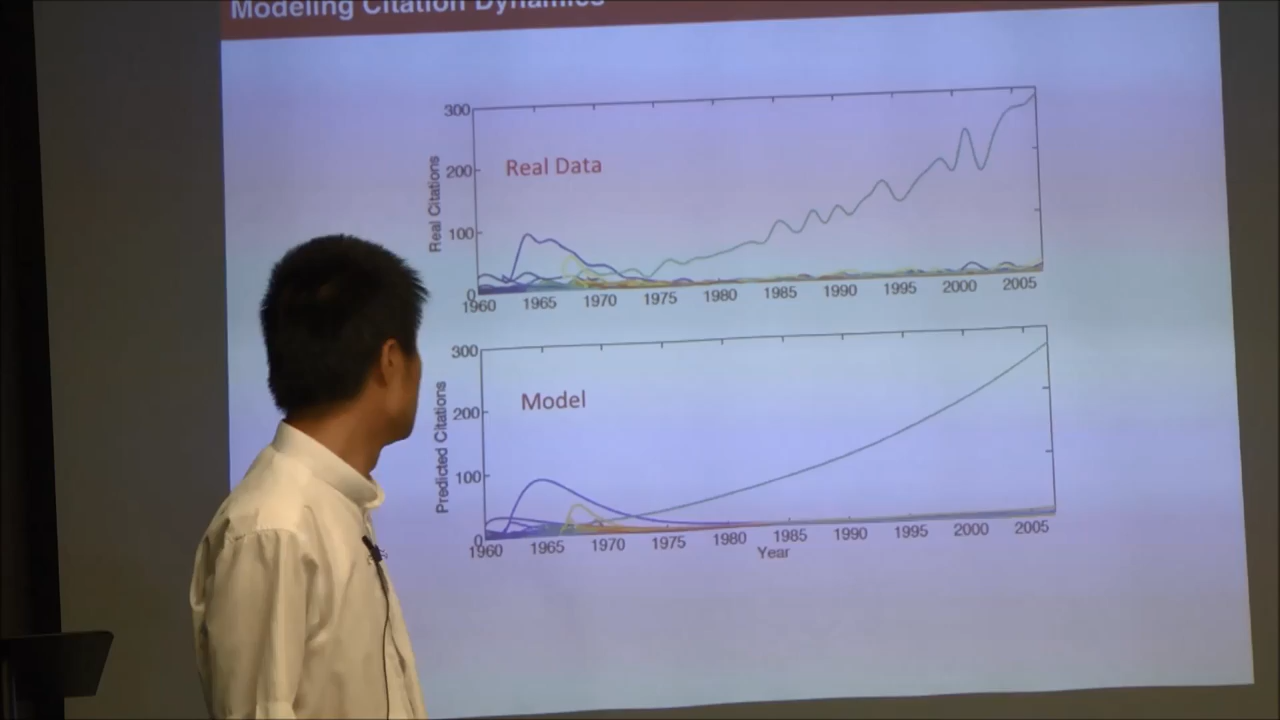 Modeling Citation Dynamics
300
200
100
0
Real Citations
Real Data
1960 1965 1970 1975 1980 1985 1990 1995 2000 2005
300
200
100
0
Predicted Citations
Model
1960 1965 1970 1975 1980 1985 1990 1995 2000 2005
Year